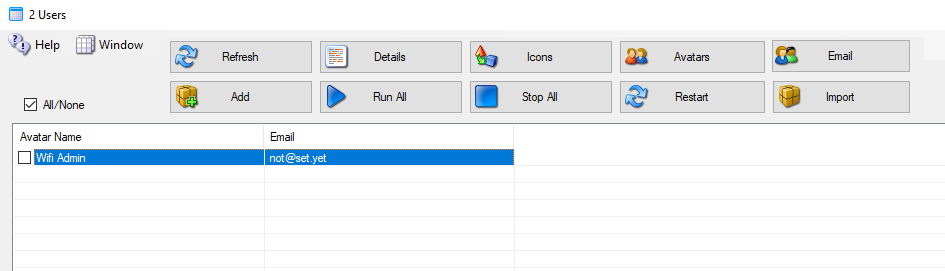 2 Users
Help Window
Refresh Details Icons Avatars Email
Add Run All Stop All Restart Import
All/None
Avatar Name Email
Wifi Admin not@set.yet